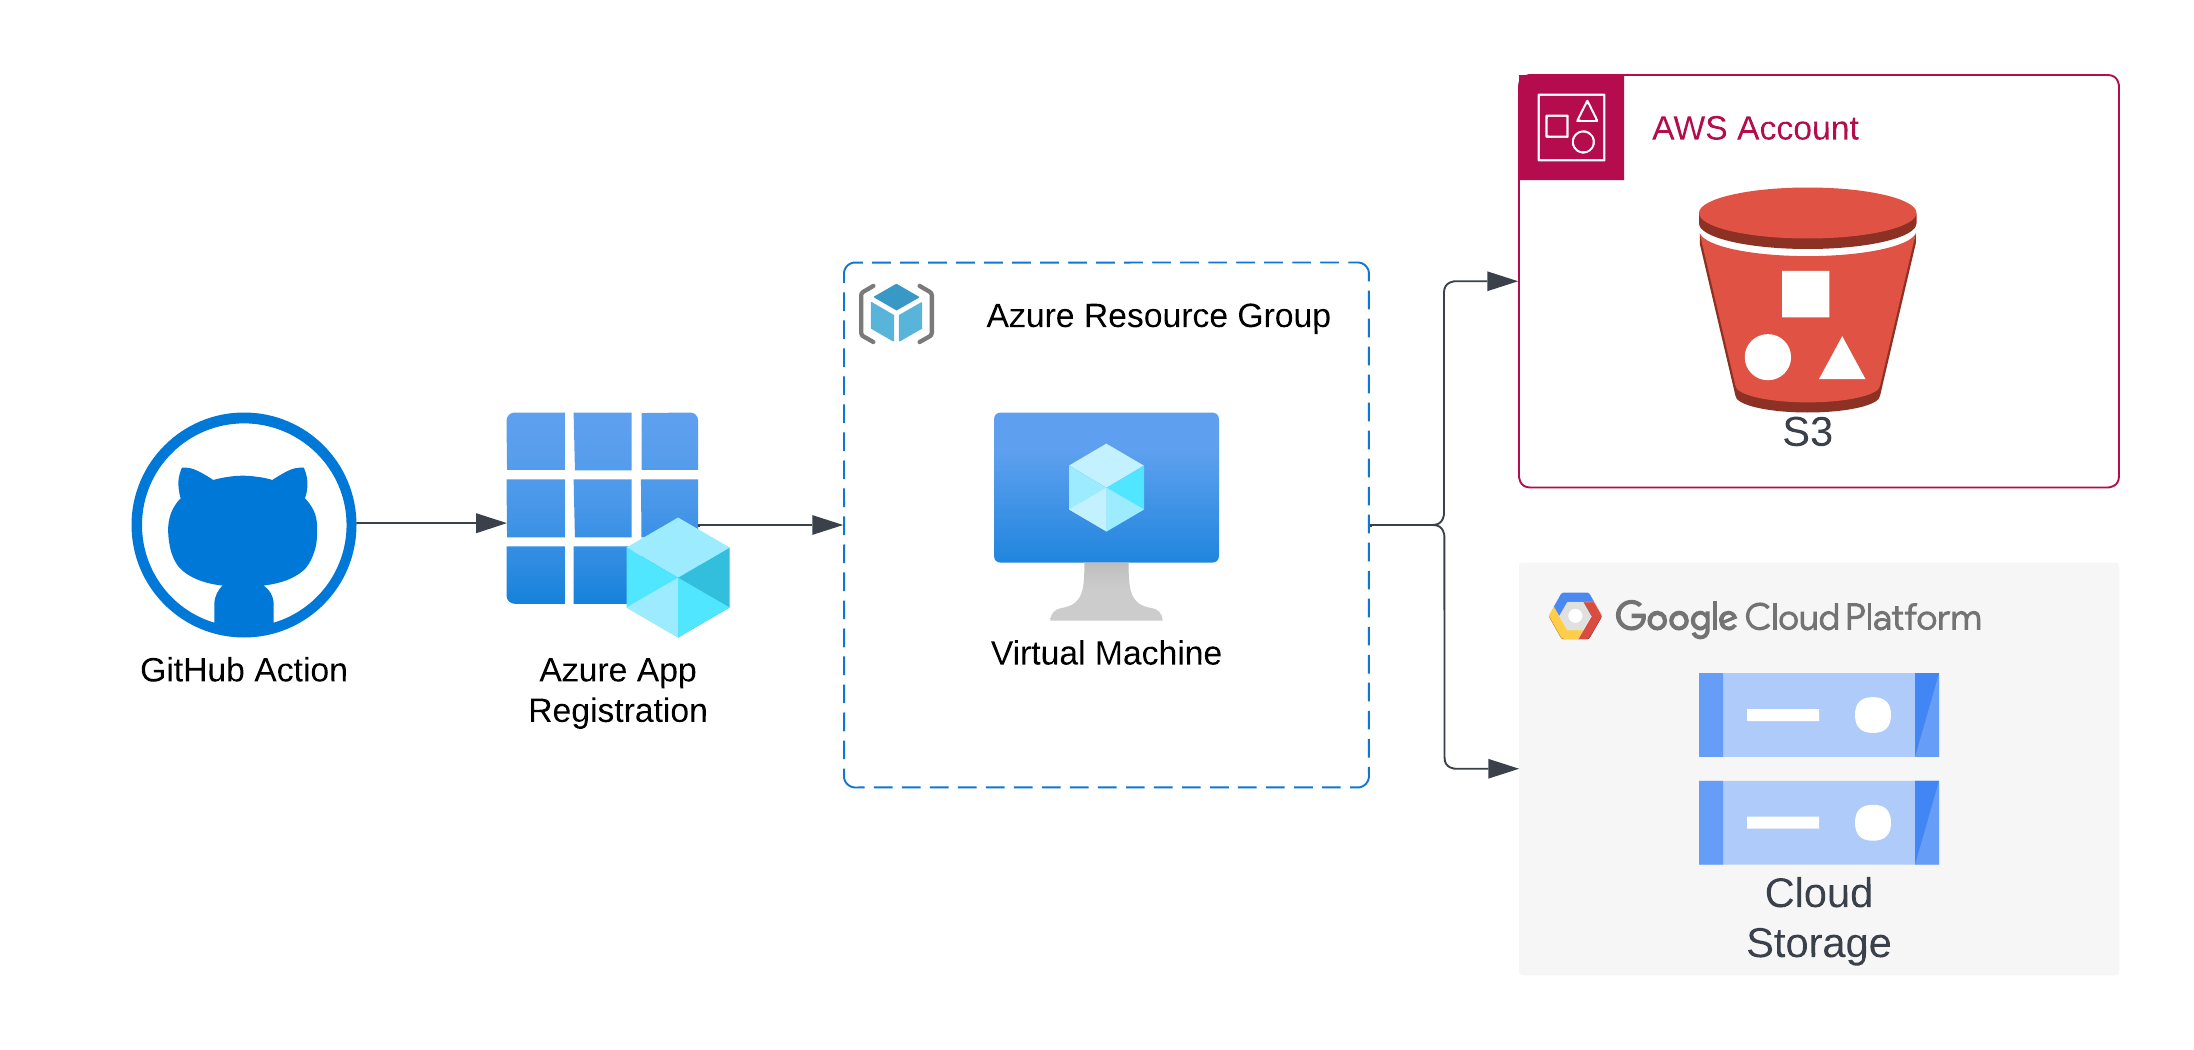 AWS Account
S3
Azure Resource Group
Virtual Machine
GitHub Action
Azure App
Registration
Google Cloud Platform
Cloud
Storage